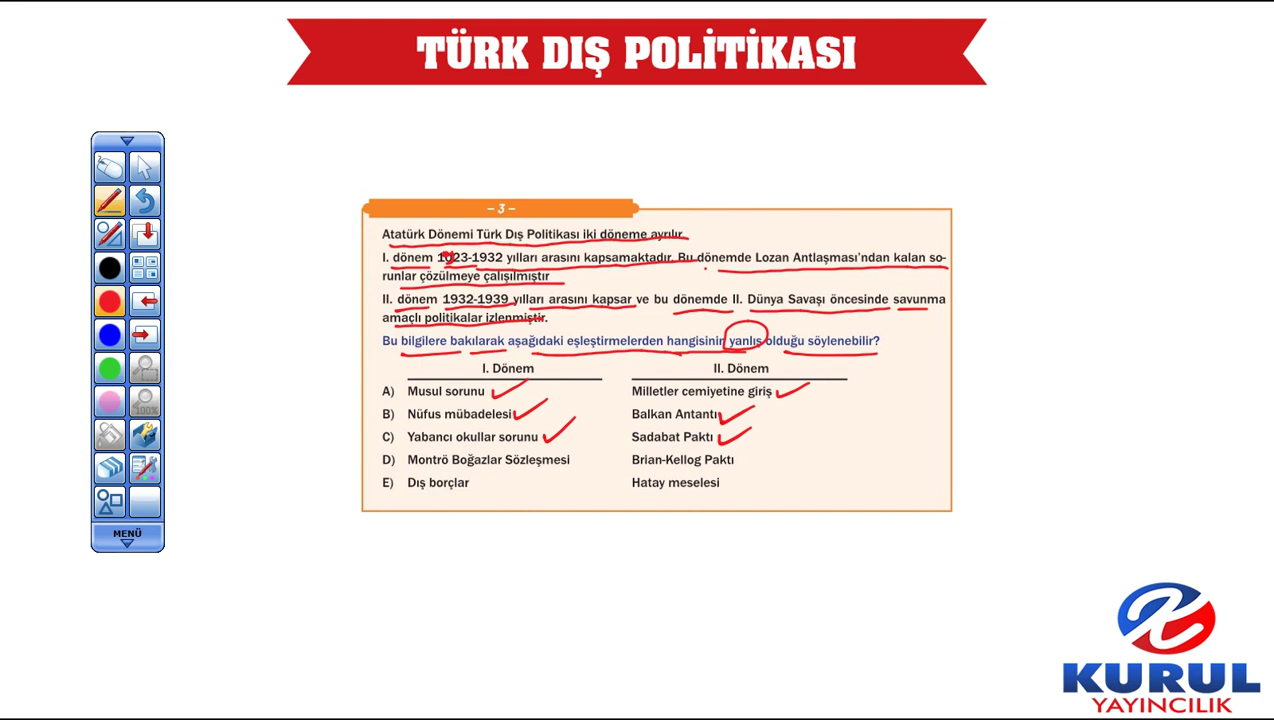 TÜRK DIŞ POLİTİKASI
– 3 –
Atatürk Dönemi Türk Dış Politikası iki döneme ayrılır.
I. dönem 1923-1932 yılları arasını kapsamaktadır. Bu dönemde Lozan Antlaşması'ndan kalan so-
runlar çözülmeye çalışılmıştır
II. dönem 1932-1939 yılları arasını kapsar ve bu dönemde II. Dünya Savaşı öncesinde savunma
amaçlı politikalar izlenmiştir.
Bu bilgilere bakılarak aşağıdaki eşleştirmelerden hangisinin yanlış olduğu söylenebilir?
I. Dönem II. Dönem
A) Musul sorunu Milletler cemiyetine giriş
B) Nüfus mübadelesi Balkan Antantı
C) Yabancı okullar sorunu Sadabat Paktı
D) Montrö Boğazlar Sözleşmesi Brian-Kellog Paktı
E) Dış borçlar Hatay meselesi
100%
MENÜ
KURUL
YAYINCILIK